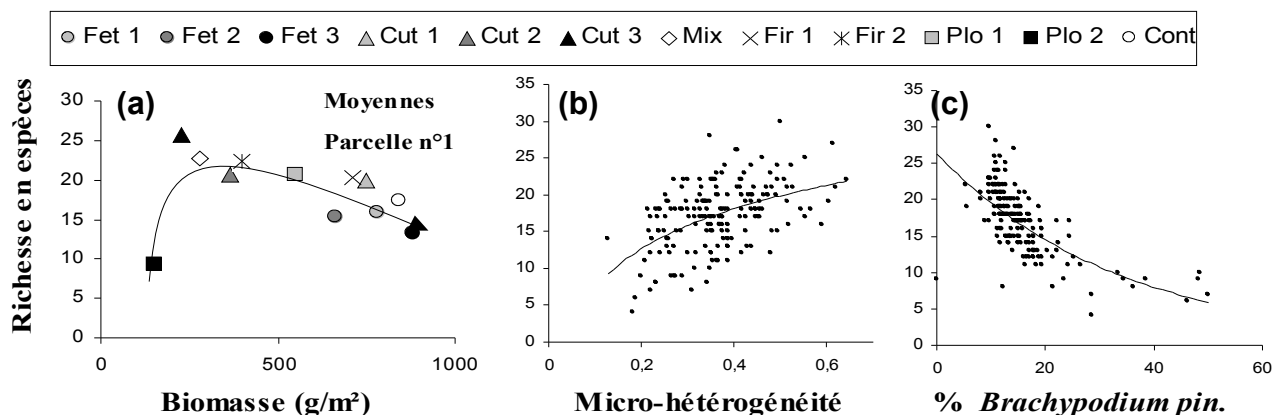 Fet 1 Fet 2 Fet 3 Cut 1 Cut 2 Cut 3 Mix Fir 1 Fir 2 Plo 1 Plo 2 Cont
Richesse en espèces
(a)
Moyennes
Parcelle n°1
30
25
20
15
10
5
0
0 500 1000
Biomasse (g/m²)
(b)
35
30
25
20
15
10
5
0
0 0,2 0,4 0,6
Micro-hétérogénéité
(c)
35
30
25
20
15
10
5
0
0 20 40 60
% Brachypodium pin.